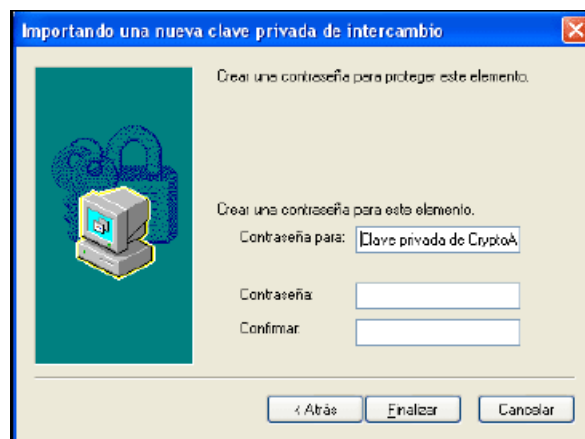 Importando una nueva clave privada de intercambio
Crear una contraseña para proteger este elemento.
Crear una contraseña para este elemento.
Contraseña para: Clave privada de CryptoA
Contraseña:
Confirmar:
< Atrás Finalizar Cancelar